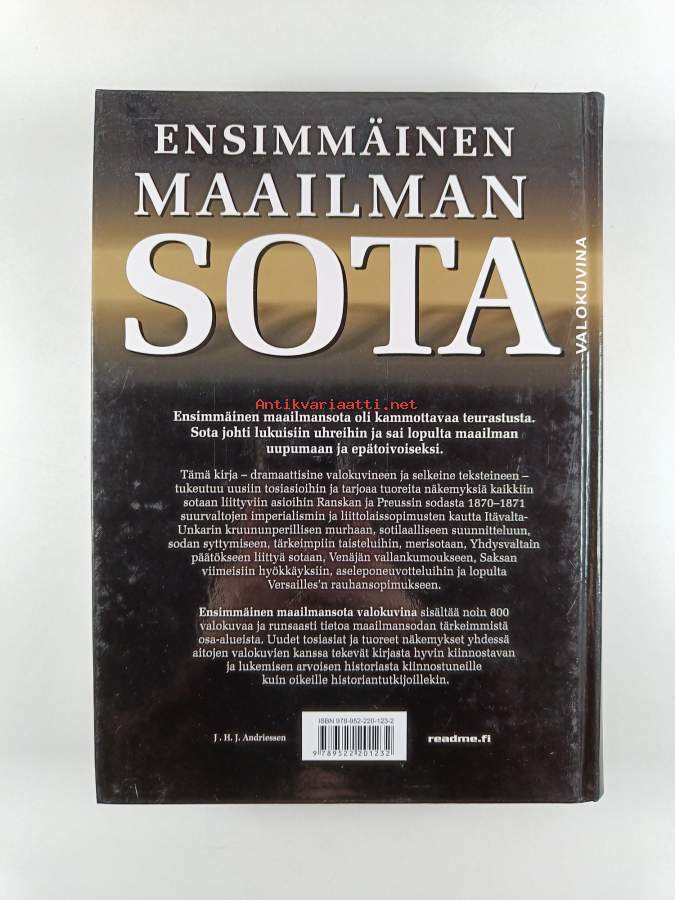 ENSIMMÄINEN
MAAILMAN
SOTA
VALOKUVINA
Antikvariaatti.net
Ensimmäinen maailmansota oli kammottavaa teurastusta.
Sota johti lukuisiin uhreihin ja sai lopulta maailman
uupumaan ja epätoivoiseksi.
Tämä kirja – dramaattisine valokuvineen ja selkeine teksteineen –
tukeutuu uusiin tosiasioihin ja tarjoaa tuoreita näkemyksiä kaikkiin
sotaan liittyviin asioihin Ranskan ja Preussin sodasta 1870–1871
suurvaltojen imperialismin ja liittolaissopimusten kautta Itävalta-
Unkarin kruununperillisen murhaan, sotilaalliseen suunnitteluun,
sodan syttymiseen, tärkeimpiin taisteluihin, merisotaan, Yhdysvaltain
päätökseen liittyä sotaan, Venäjän vallankumoukseen, Saksan
viimeisiin hyökkäyksiin, aseleponeuvotteluihin ja lopulta
Versailles'n rauhansopimukseen.
Ensimmäinen maailmansota valokuvina sisältää noin 800
valokuvaa ja runsaasti tietoa maailmansodan tärkeimmistä
osa-alueista. Uudet tosiasiat ja tuoreet näkemykset yhdessä
aitojen valokuvien kanssa tekevät kirjasta hyvin kiinnostavan
ja lukemisen arvoisen historiasta kiinnostuneille
kuin oikeille historiantutkijoillekin.
J. H. J. Andriessen
ISBN 978-952-220-123-2
9 789522 201232
readme.fi